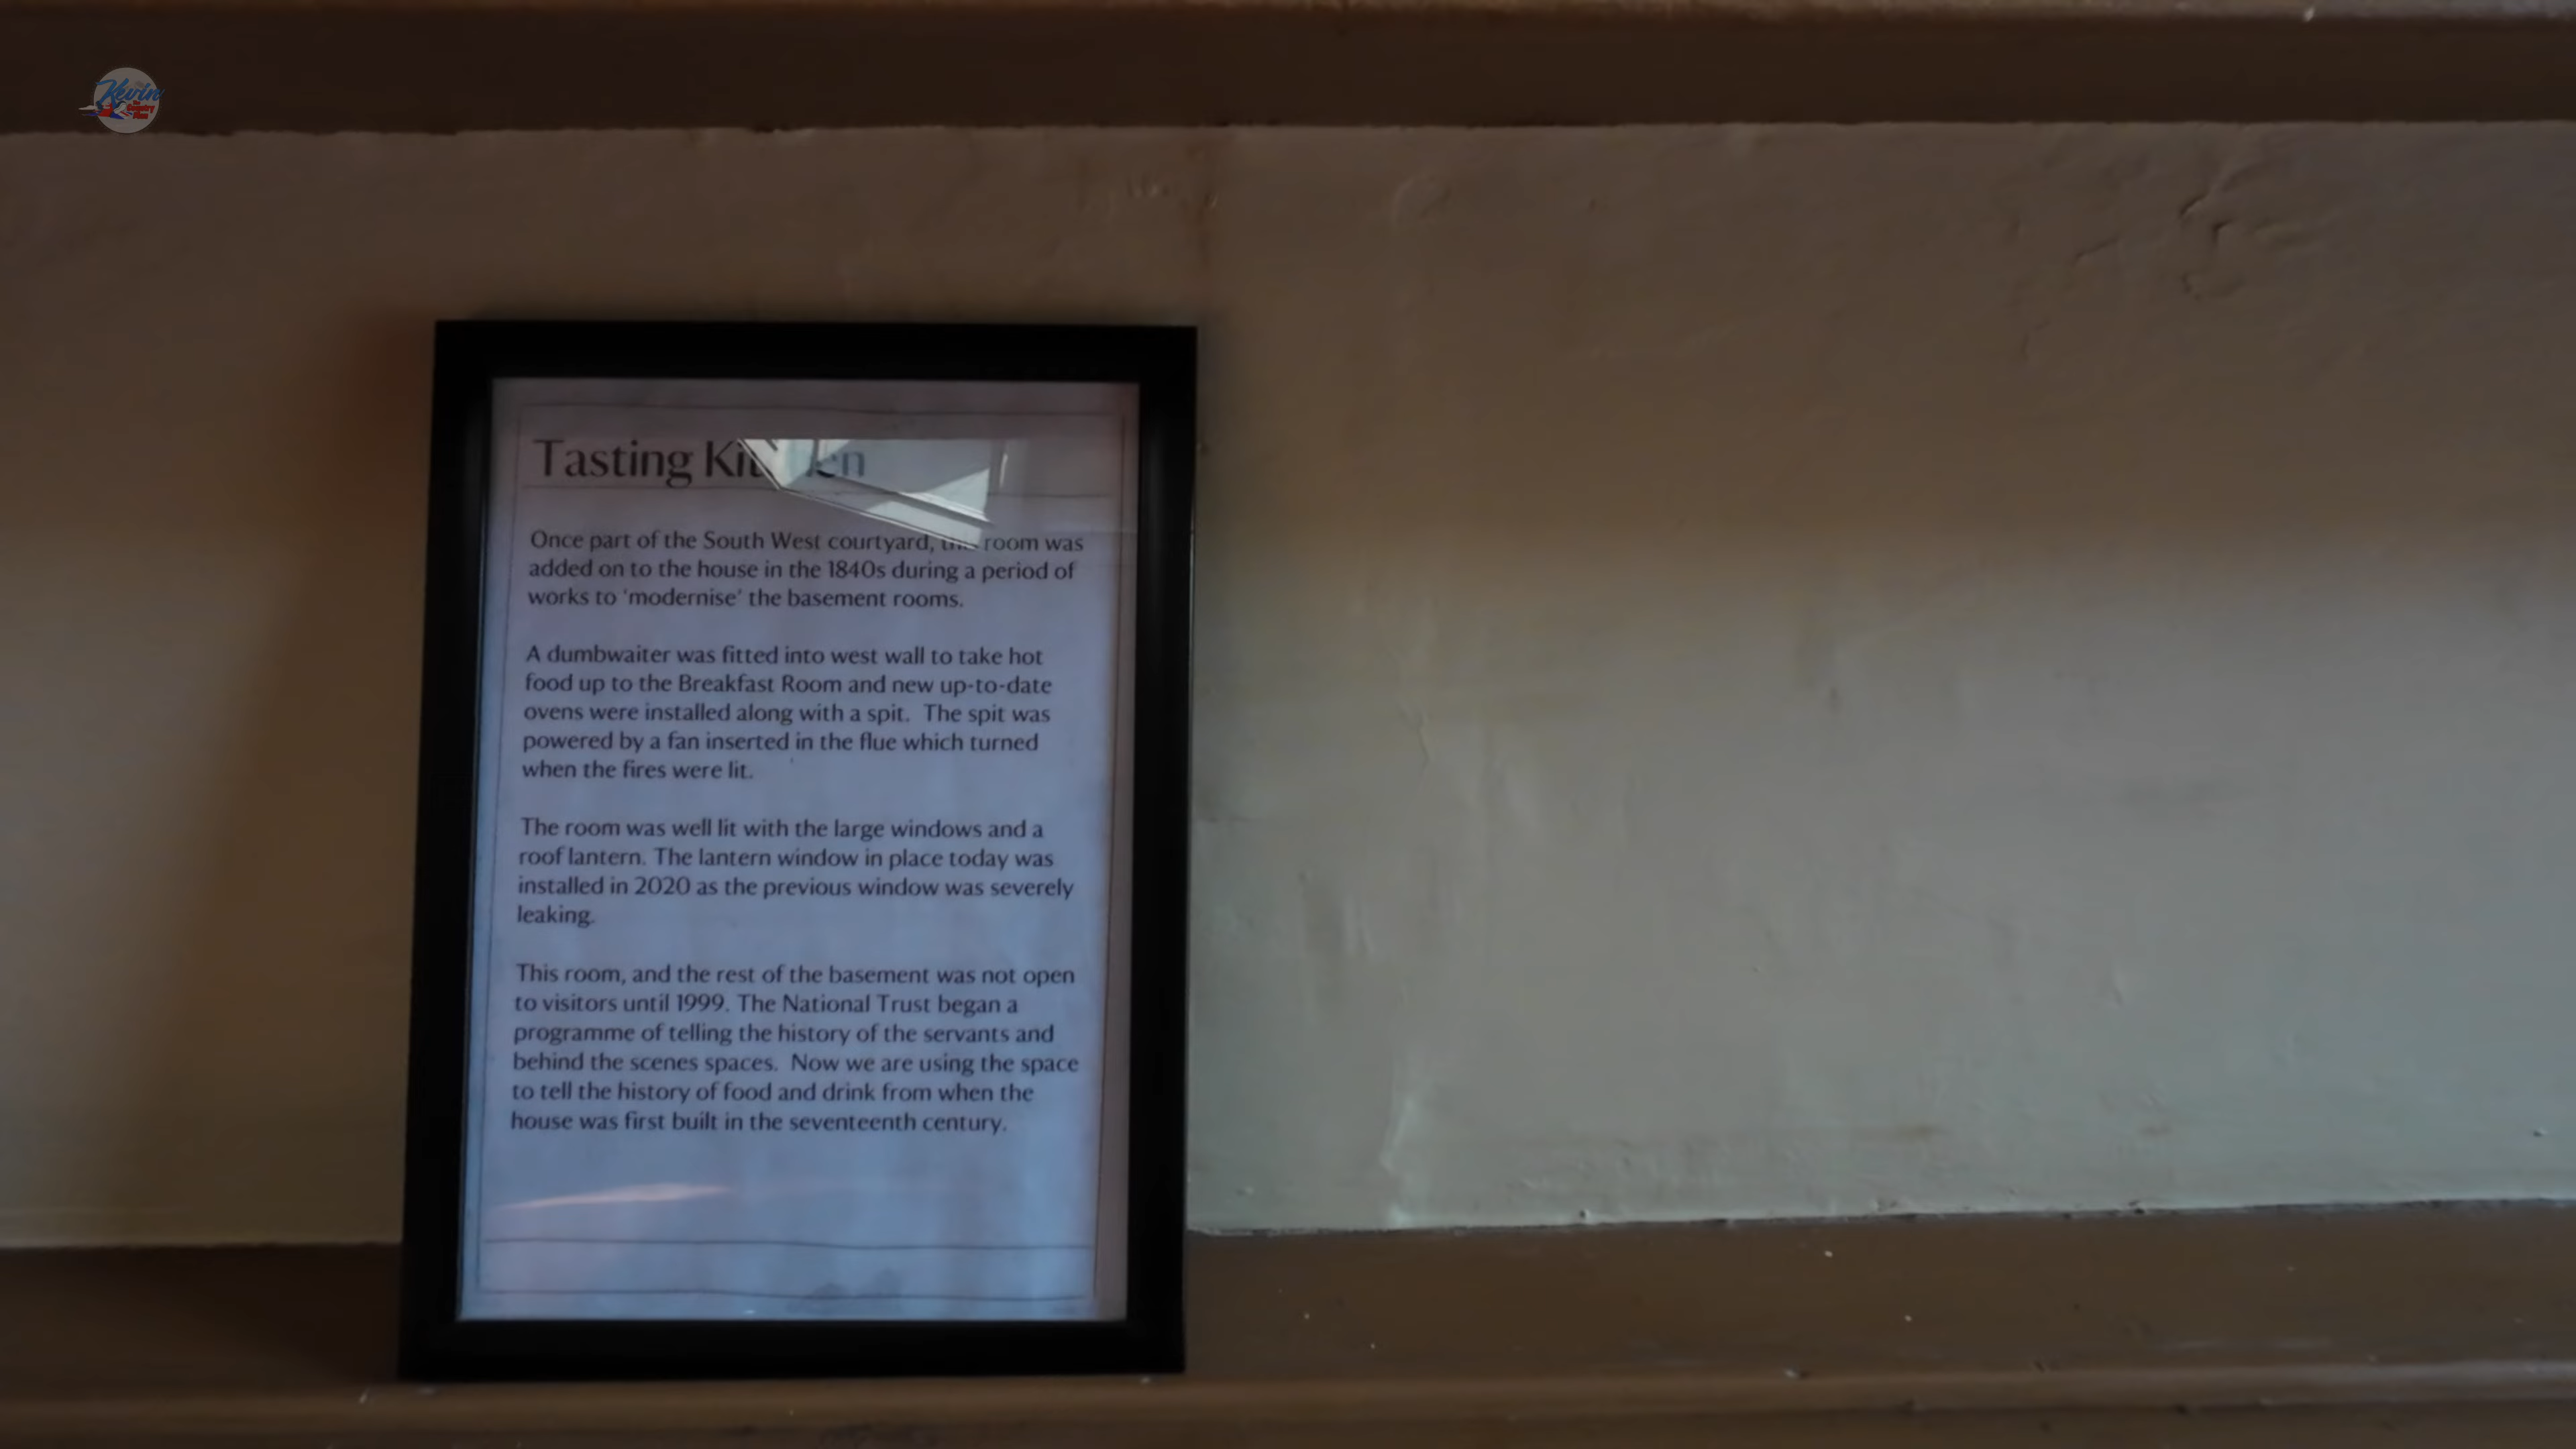 Kevin
Tasting Kitchen
Once part of the South West courtyard, this room was
added on to the house in the 1840s during a period of
works to ‘modernise’ the basement rooms.
A dumbwaiter was fitted into west wall to take hot
food up to the Breakfast Room and new up-to-date
ovens were installed along with a spit.  The spit was
powered by a fan inserted in the flue which turned
when the fires were lit.
The room was well lit with the large windows and a
roof lantern. The lantern window in place today was
installed in 2020 as the previous window was severely
leaking.
This room, and the rest of the basement was not open
to visitors until 1999. The National Trust began a
programme of telling the history of the servants and
behind the scenes spaces.  Now we are using the space
to tell the history of food and drink from when the
house was first built in the seventeenth century.